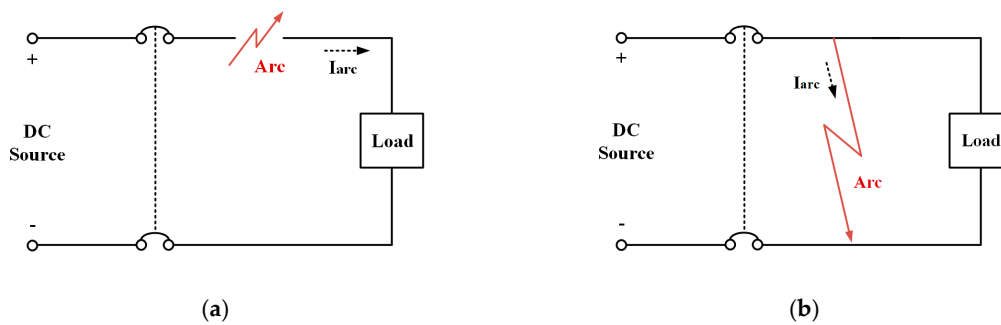 +
DC
Source
-
Arc
Iarc
Load
(a)
+
DC
Source
-
Iarc
Arc
Load
(b)